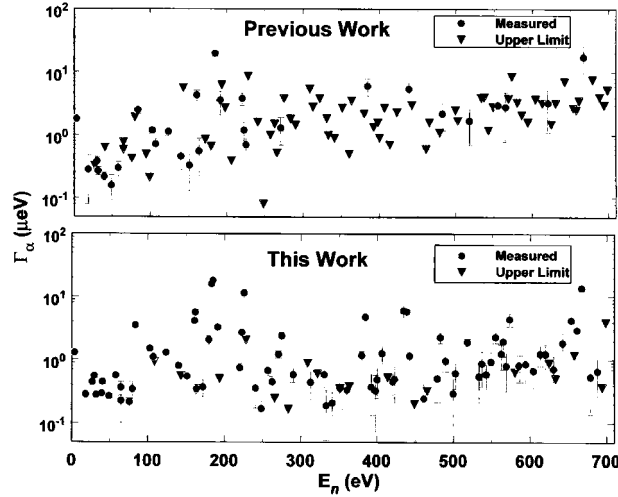 10²
Previous Work
Measured
Upper Limit
10¹
10⁰
10⁻¹
Γα (μeV)
10²
This Work
Measured
Upper Limit
10¹
10⁰
10⁻¹
0 100 200 300 400 500 600 700
Eₙ (eV)